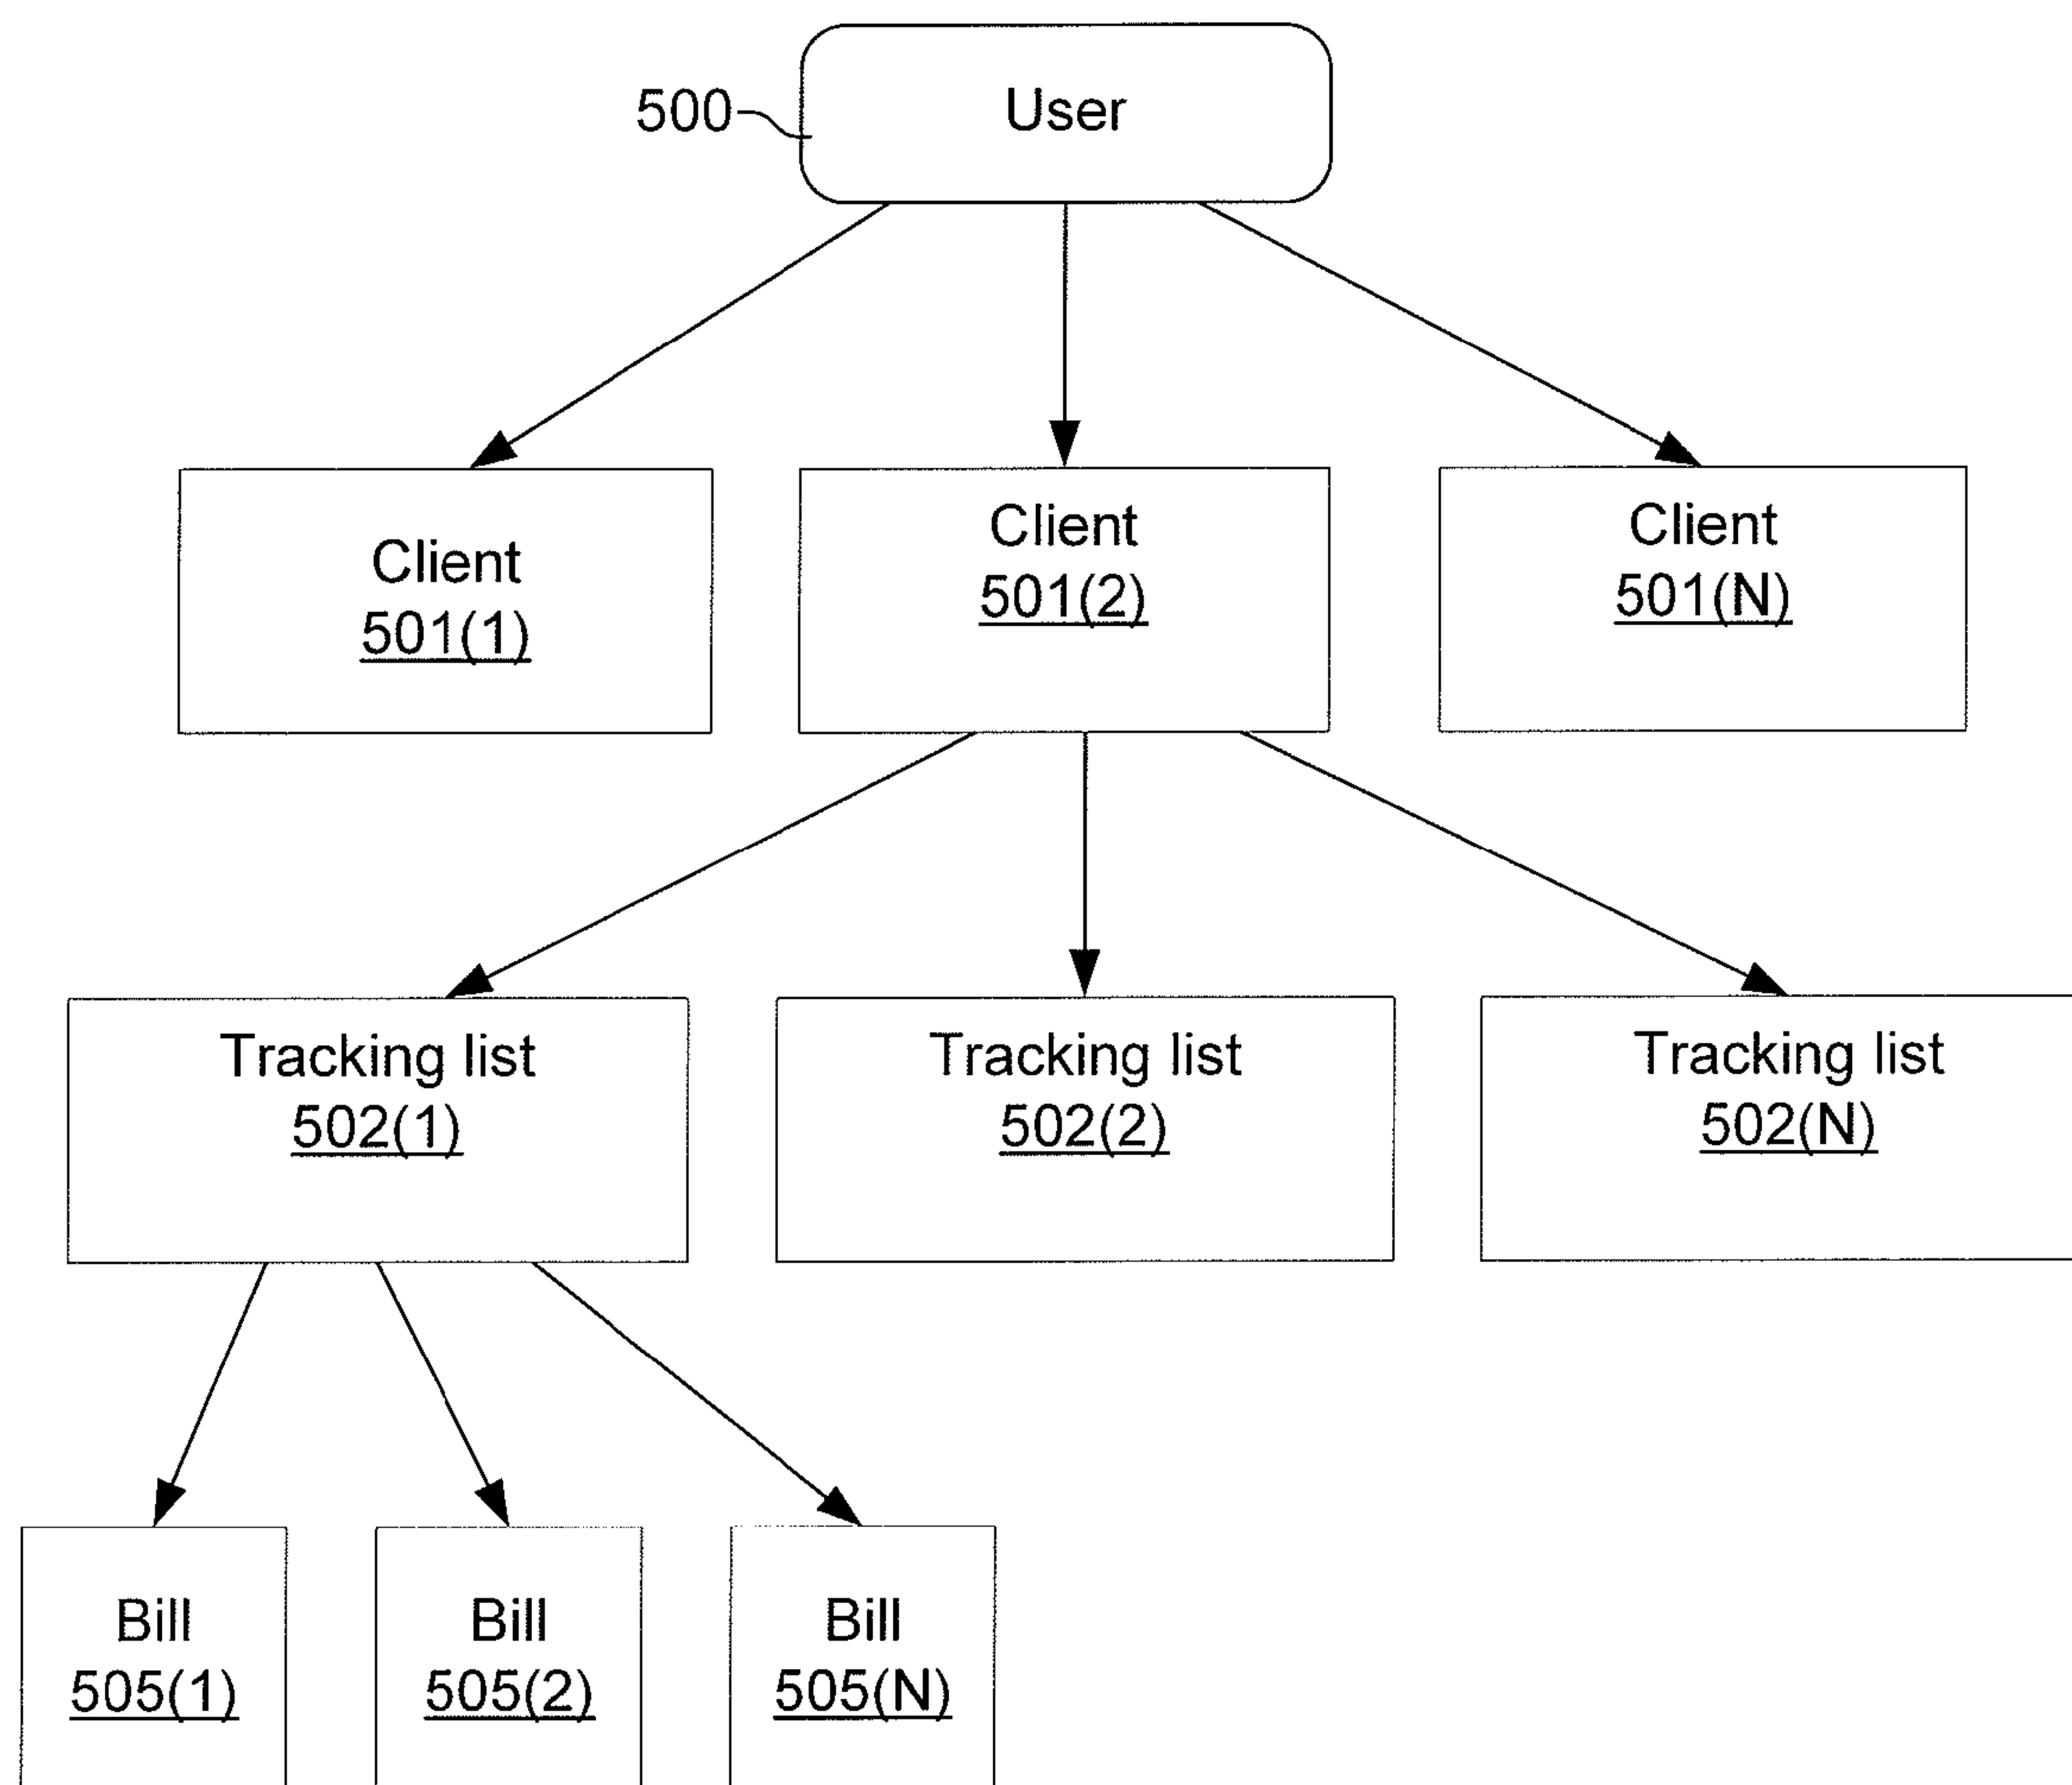 500
User
Client
501(1)
Client
501(2)
Client
501(N)
Tracking list
502(1)
Tracking list
502(2)
Tracking list
502(N)
Bill
505(1)
Bill
505(2)
Bill
505(N)